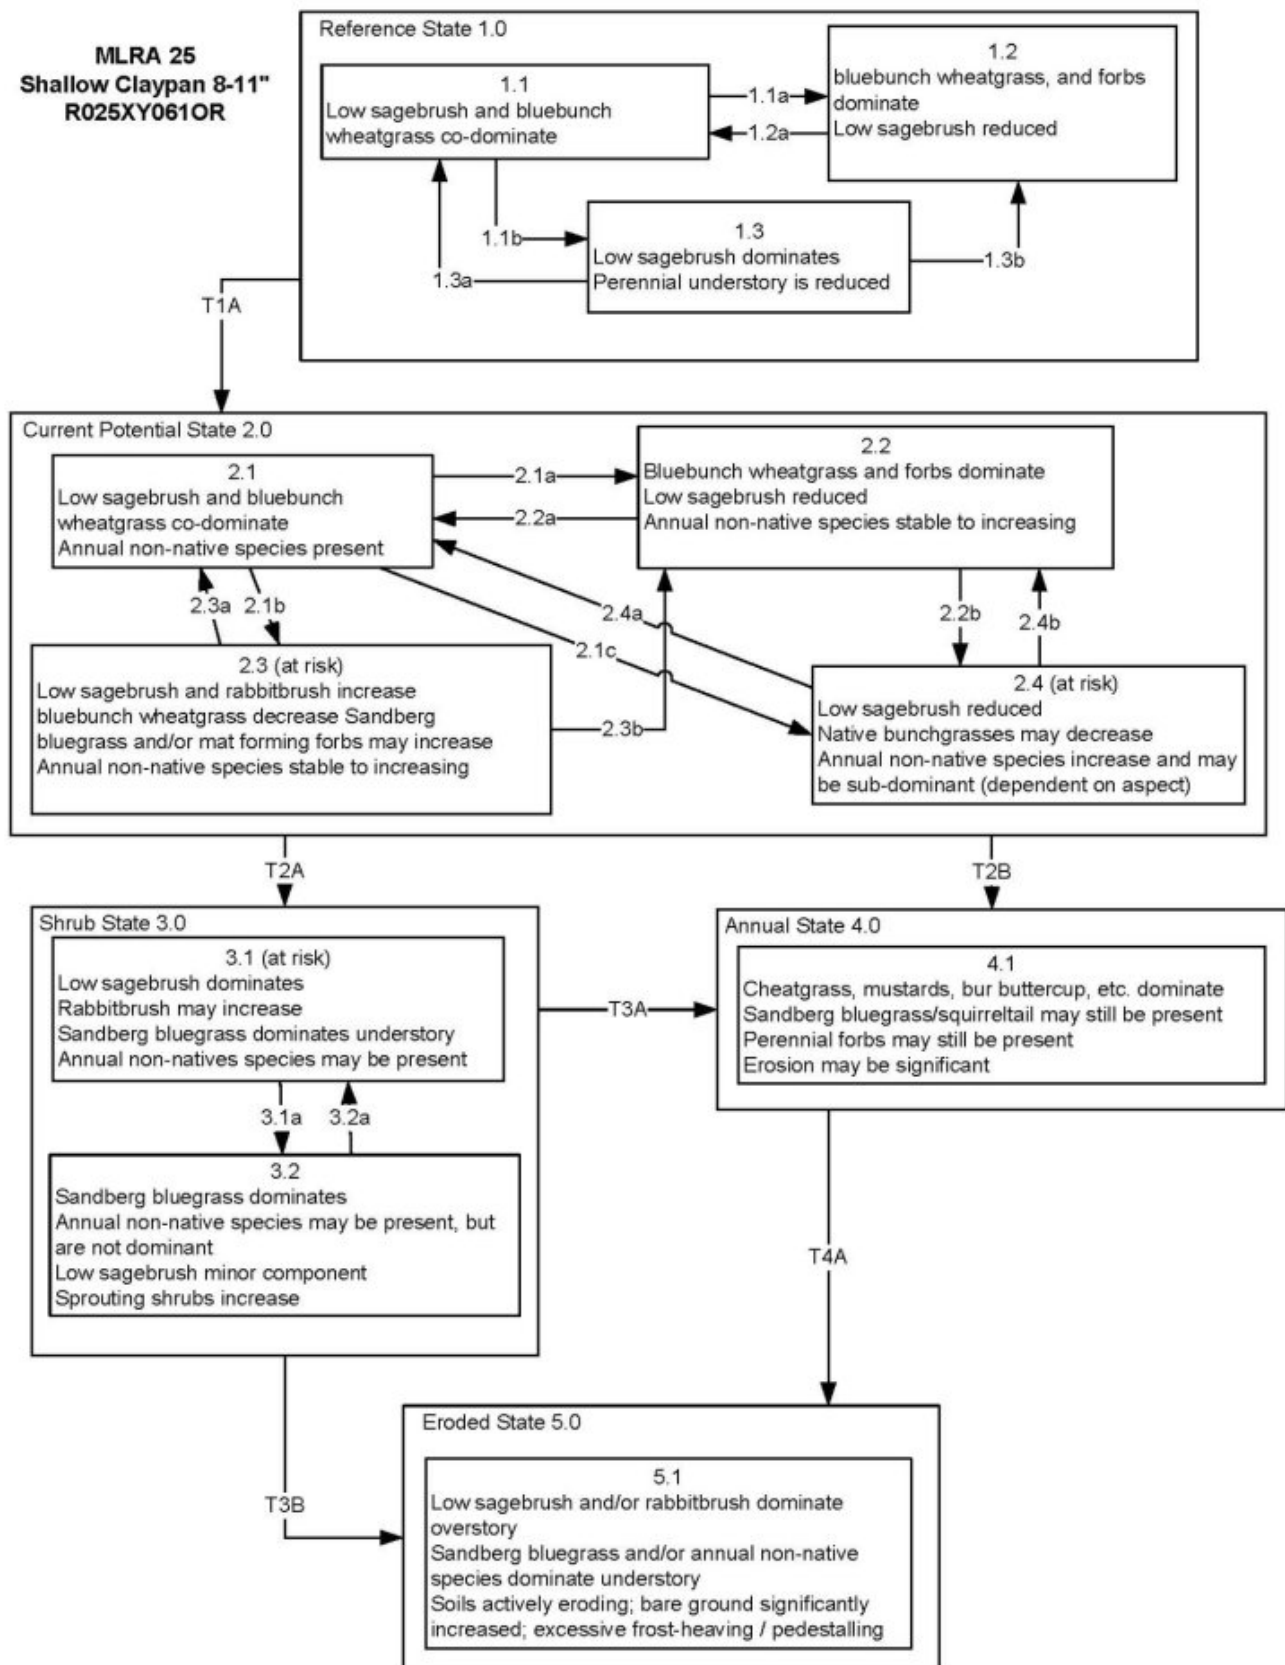 MLRA 25
Shallow Claypan 8-11"
R025XY061OR
Reference State 1.0
1.1
Low sagebrush and bluebunch
wheatgrass co-dominate
1.1a
1.2a
1.2
bluebunch wheatgrass, and forbs
dominate
Low sagebrush reduced
1.1b
1.3a
1.3
Low sagebrush dominates
Perennial understory is reduced
1.3b
T1A
Current Potential State 2.0
2.1
Low sagebrush and bluebunch
wheatgrass co-dominate
Annual non-native species present
2.1a
2.2a
2.2
Bluebunch wheatgrass and forbs dominate
Low sagebrush reduced
Annual non-native species stable to increasing
2.3a
2.1b
2.4a
2.1c
2.2b
2.4b
2.3 (at risk)
Low sagebrush and rabbitbrush increase
bluebunch wheatgrass decrease Sandberg
bluegrass and/or mat forming forbs may increase
Annual non-native species stable to increasing
2.3b
2.4 (at risk)
Low sagebrush reduced
Native bunchgrasses may decrease
Annual non-native species increase and may
be sub-dominant (dependent on aspect)
T2A
T2B
Shrub State 3.0
3.1 (at risk)
Low sagebrush dominates
Rabbitbrush may increase
Sandberg bluegrass dominates understory
Annual non-natives species may be present
3.1a
3.2a
3.2
Sandberg bluegrass dominates
Annual non-native species may be present, but
are not dominant
Low sagebrush minor component
Sprouting shrubs increase
T3A
Annual State 4.0
4.1
Cheatgrass, mustards, bur buttercup, etc. dominate
Sandberg bluegrass/squirreltail may still be present
Perennial forbs may still be present
Erosion may be significant
T4A
T3B
Eroded State 5.0
5.1
Low sagebrush and/or rabbitbrush dominate
overstory
Sandberg bluegrass and/or annual non-native
species dominate understory
Soils actively eroding; bare ground significantly
increased; excessive frost-heaving / pedestalling